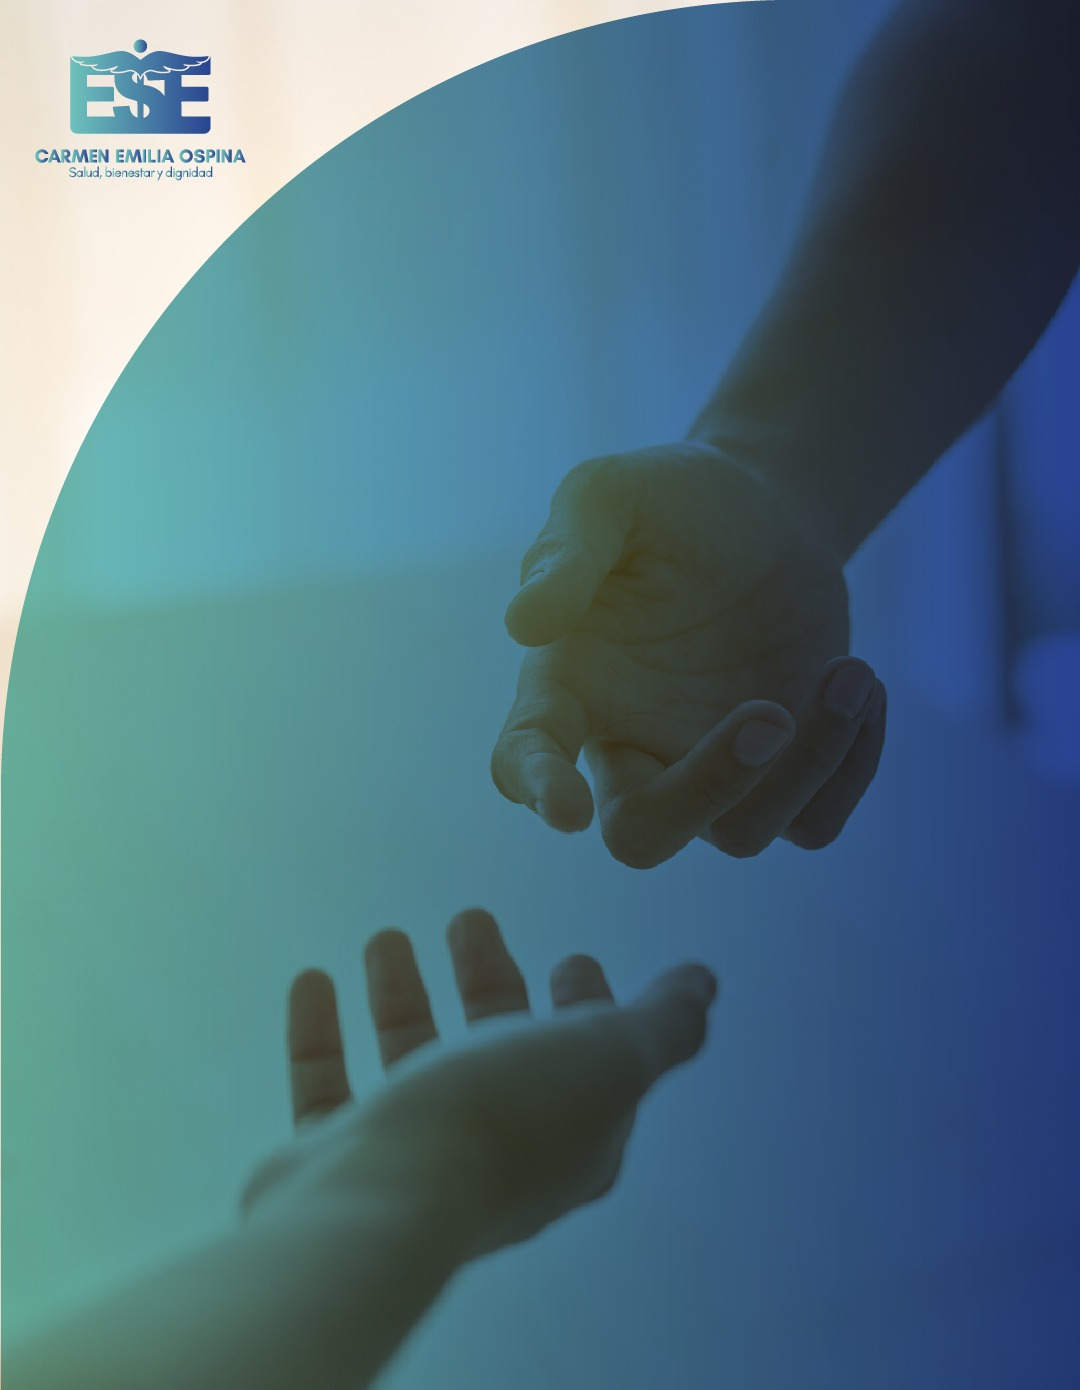 ESE
CARMEN EMILIA OSPINA
Salud, bienestar y dignidad